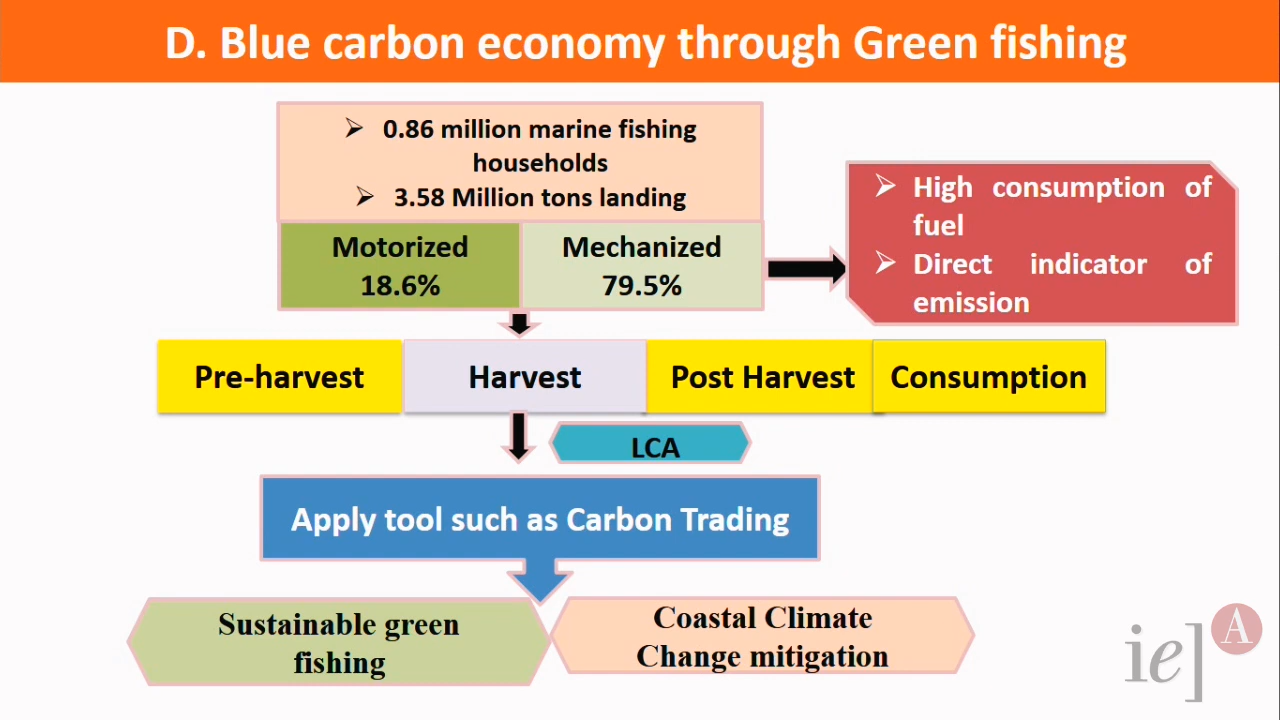 D. Blue carbon economy through Green fishing
➢ 0.86 million marine fishing
households
➢ 3.58 Million tons landing
Motorized
18.6%
Mechanized
79.5%
➢ High consumption of
fuel
➢ Direct indicator of
emission
Pre-harvest
Harvest
Post Harvest
Consumption
LCA
Apply tool such as Carbon Trading
Sustainable green
fishing
Coastal Climate
Change mitigation
ie]
A